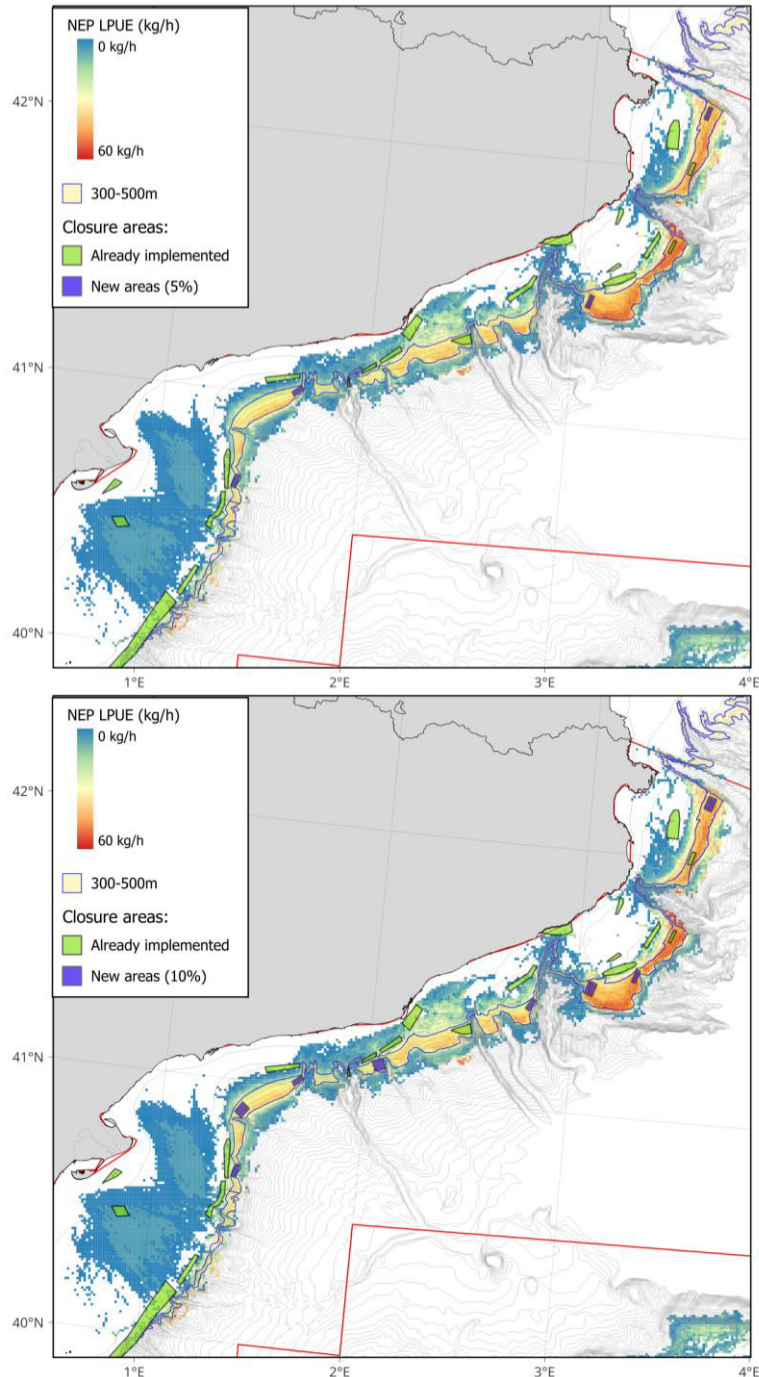 NEP LPUE (kg/h)
0 kg/h
60 kg/h
300-500m
Closure areas:
Already implemented
New areas (5%)
42°N
41°N
40°N
1°E
2°E
3°E
4°E
NEP LPUE (kg/h)
0 kg/h
60 kg/h
300-500m
Closure areas:
Already implemented
New areas (10%)
42°N
41°N
40°N
1°E
2°E
3°E
4°E